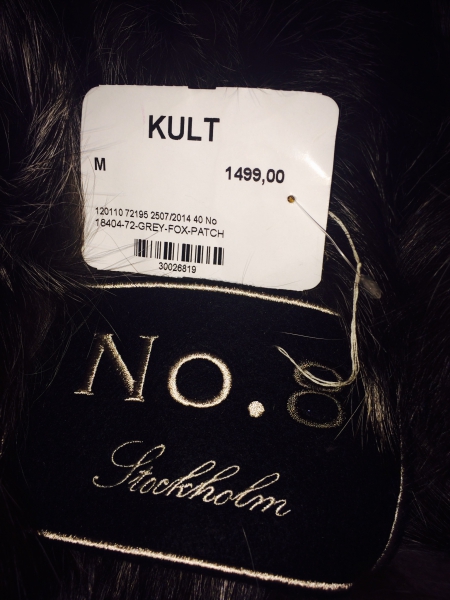 KULT
M 1499,00
120110 72195 2507/2014 40 No
18404-72-GREY-FOX-PATCH
30026819
No.8
Stockholm